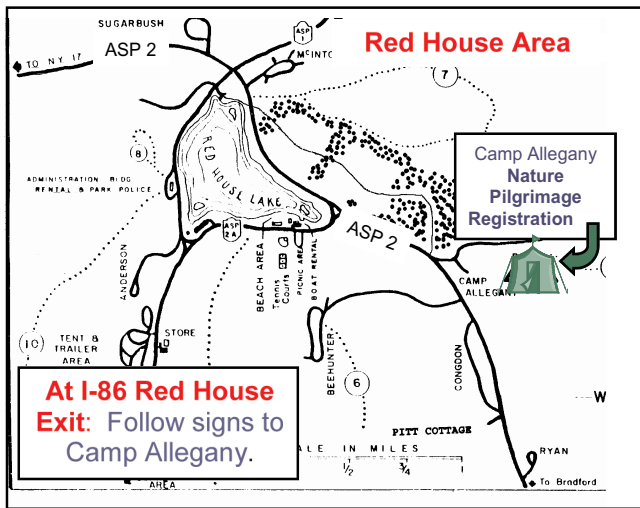 SUGARBUSH
TO NY 17
ASP 2
ASP
1
MCINTO
Red House Area
7
8
RED HOUSE LAKE
ADMINISTRATION BLDG
RENTAL & PARK POLICE
Camp Allegany
Nature
Pilgrimage
Registration
ASP
2A
ASP 2
ANDERSON
BEACH AREA
Tennis
Courts
PICNIC AREA
BOAT RENTAL
CAMP
ALLEGANY
10
TENT &
TRAILER
AREA
STORE
BEEHUNTER
6
CONGDON
W
At I-86 Red House
Exit: Follow signs to
Camp Allegany.
PITT COTTAGE
ALE IN MILES
1/2
3/4
RYAN
To Bradford
AREA